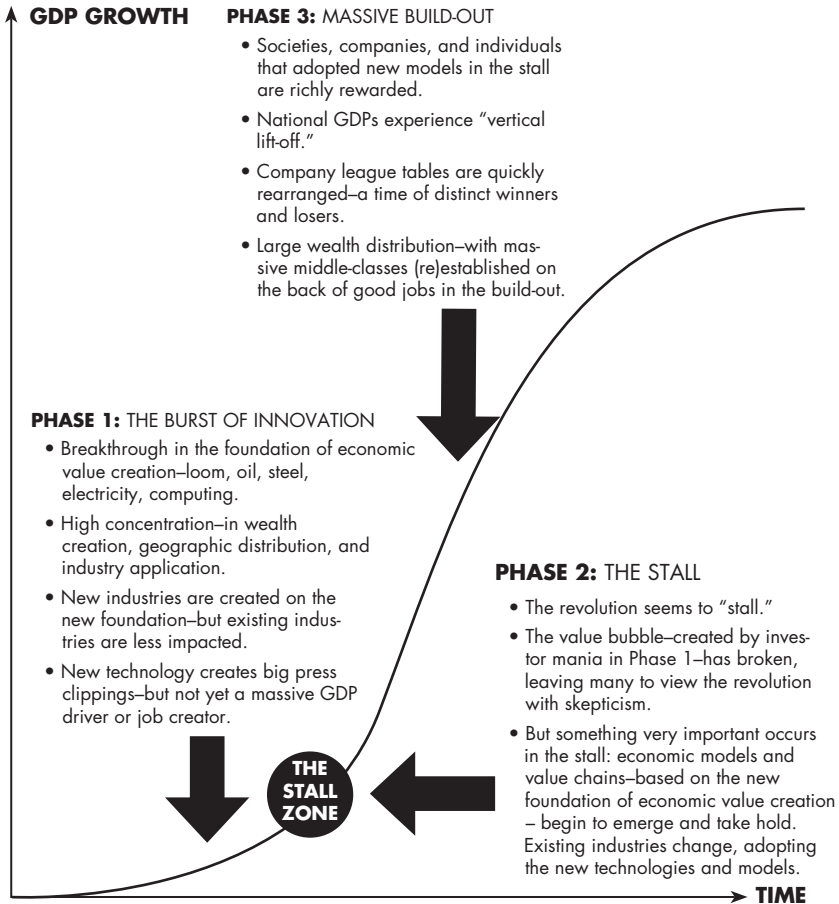 GDP GROWTH
PHASE 3: MASSIVE BUILD-OUT
• Societies, companies, and individuals
that adopted new models in the stall
are richly rewarded.
• National GDPs experience “vertical
lift-off.”
• Company league tables are quickly
rearranged–a time of distinct winners
and losers.
• Large wealth distribution–with mas-
sive middle-classes (re)established on
the back of good jobs in the build-out.
PHASE 1: THE BURST OF INNOVATION
• Breakthrough in the foundation of economic
value creation–loom, oil, steel,
electricity, computing.
• High concentration–in wealth
creation, geographic distribution, and
industry application.
• New industries are created on the
new foundation–but existing indus-
tries are less impacted.
• New technology creates big press
clippings–but not yet a massive GDP
driver or job creator.
THE
STALL
ZONE
PHASE 2: THE STALL
• The revolution seems to “stall.”
• The value bubble–created by inves-
tor mania in Phase 1–has broken,
leaving many to view the revolution
with skepticism.
• But something very important occurs
in the stall: economic models and
value chains–based on the new
foundation of economic value creation
– begin to emerge and take hold.
Existing industries change, adopting
the new technologies and models.
TIME